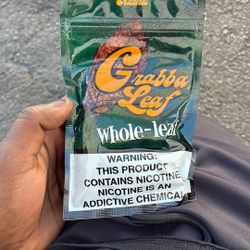 Grabba
Leaf
whole-leaf
WARNING:
THIS PRODUCT
CONTAINS NICOTINE
NICOTINE IS AN
ADDICTIVE CHEMICAL